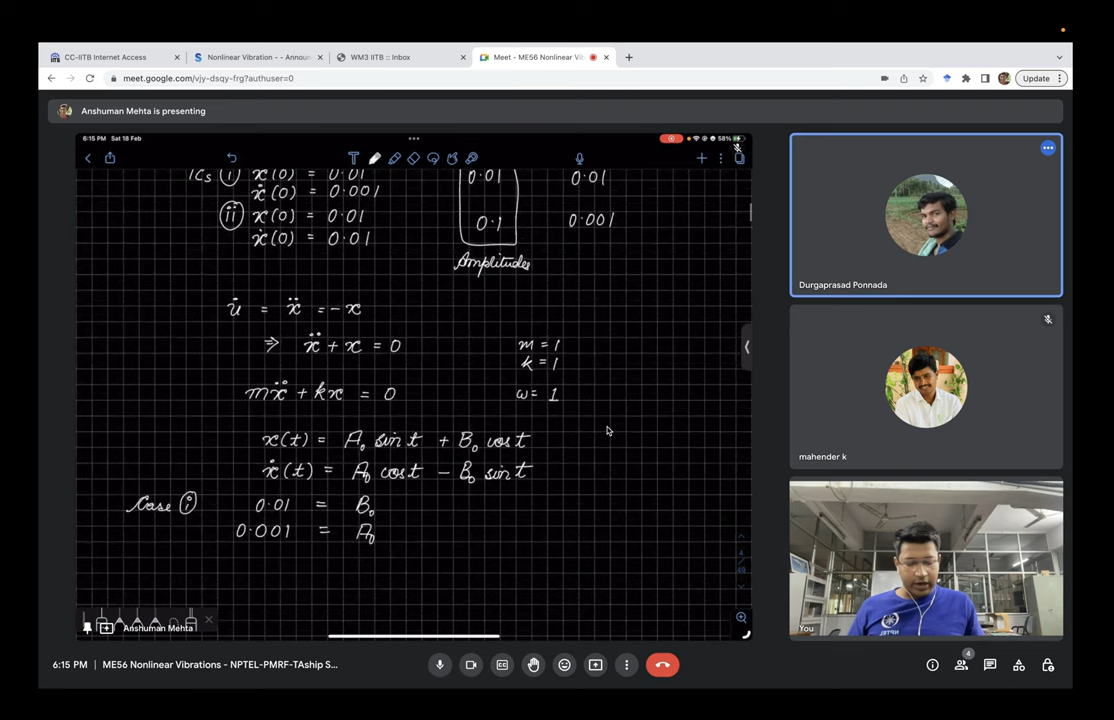 CC-IITB Internet Access
Nonlinear Vibration - - Announ
WM3 IITB :: Inbox
Meet - ME56 Nonlinear Vib
meet.google.com/vjy-dsqy-frg?authuser=0
Update
Anshuman Mehta is presenting
6:15 PM Sat 18 Feb
58%
ICs (i) x(0) = 0.01
ẋ(0) = 0.001
(ii) x(0) = 0.01
ẋ(0) = 0.01
0.01 0.01
0.1 0.001
Amplitudes
u̇ = ẍ = -x
⇒ ẍ + x = 0
m = 1
k = 1
mẍ + kx = 0
ω = 1
x(t) = A₀ sin t + B₀ cos t
ẋ(t) = A₀ cos t - B₀ sin t
Case (i) 0.01 = B₀
0.001 = A₀
4
49
Anshuman Mehta
Durgaprasad Ponnada
mahender k
NPTEL
You
6:15 PM | ME56 Nonlinear Vibrations - NPTEL-PMRF-TAship S...
4